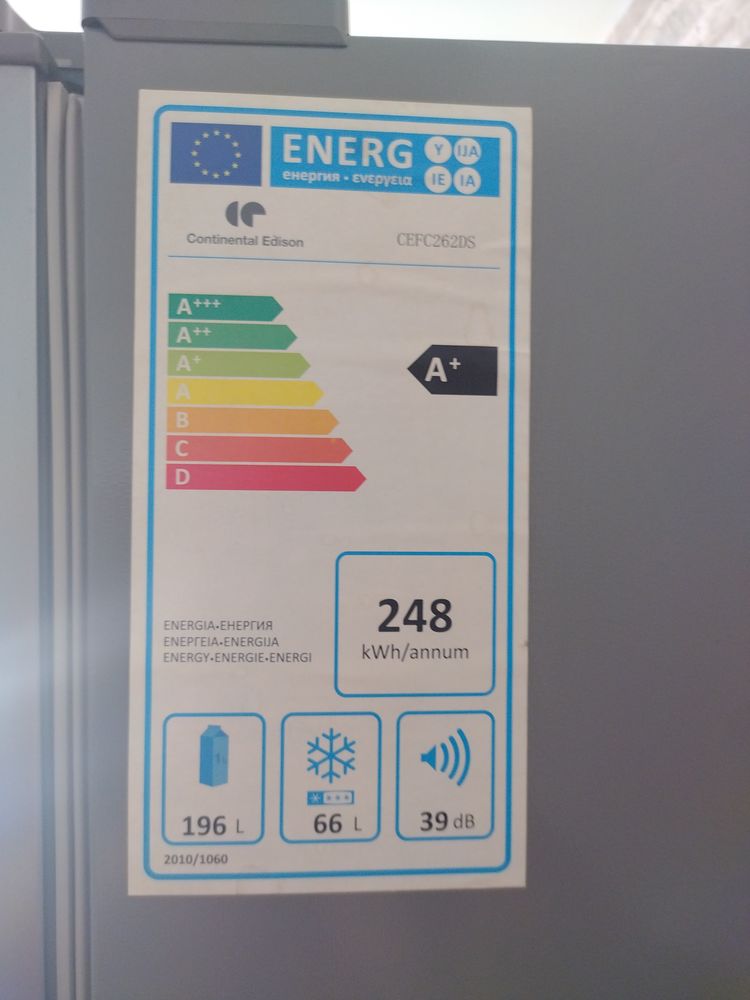 ENERG Y IJA
енергия · ενεργεια IE IA
Continental Edison CEFC262DS
A+++
A++
A+ A+
A
B
C
D
248
kWh/annum
ENERGIA·ЕНЕРГИЯ
ΕΝΕΡΓΕΙΑ·ENERGIJA
ENERGY·ENERGIE·ENERGI
196 L 66 L 39 dB
2010/1060